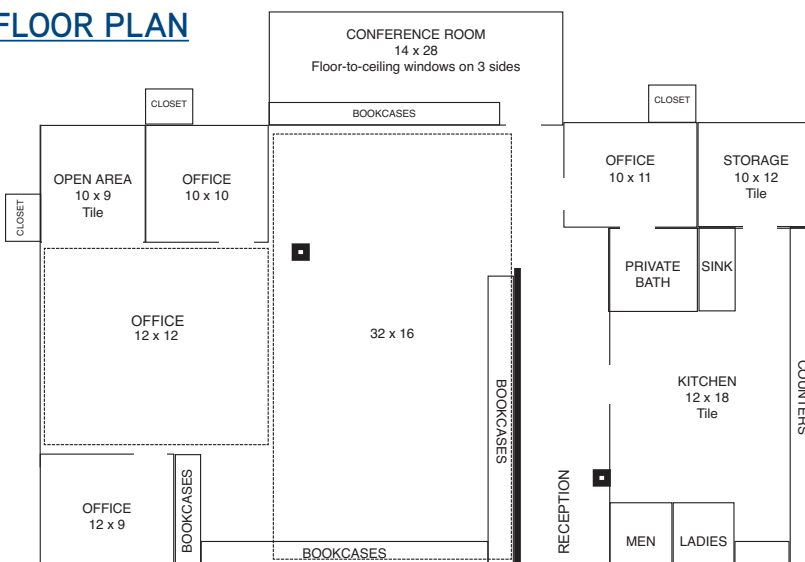 FLOOR PLAN
CONFERENCE ROOM
14 x 28
Floor-to-ceiling windows on 3 sides
BOOKCASES
CLOSET
CLOSET
OPEN AREA
10 x 9
Tile
OFFICE
10 x 10
OFFICE
10 x 11
STORAGE
10 x 12
Tile
CLOSET
PRIVATE
BATH
SINK
OFFICE
12 x 12
32 x 16
BOOKCASES
KITCHEN
12 x 18
Tile
COUNTERS
OFFICE
12 x 9
BOOKCASES
BOOKCASES
RECEPTION
MEN
LADIES